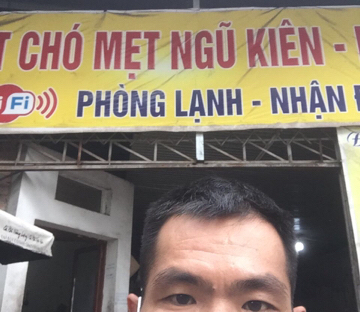 T CHÓ MẸT NGŨ KIÊN -
Fi PHÒNG LẠNH - NHẬN